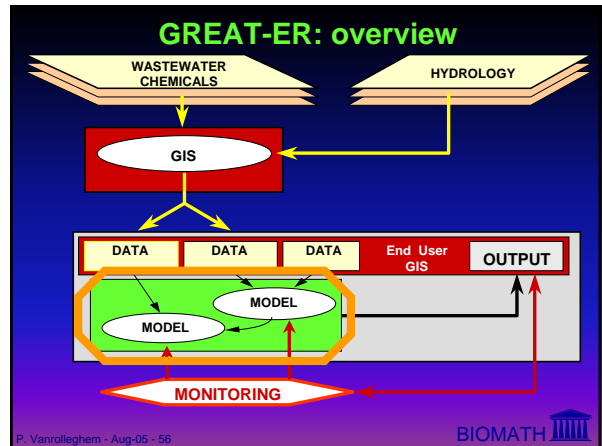 GREAT-ER: overview
WASTEWATER
CHEMICALS
HYDROLOGY
GIS
DATA
DATA
DATA
End User
GIS
OUTPUT
MODEL
MODEL
MONITORING
P. Vanrolleghem - Aug-05 - 56
BIOMATH